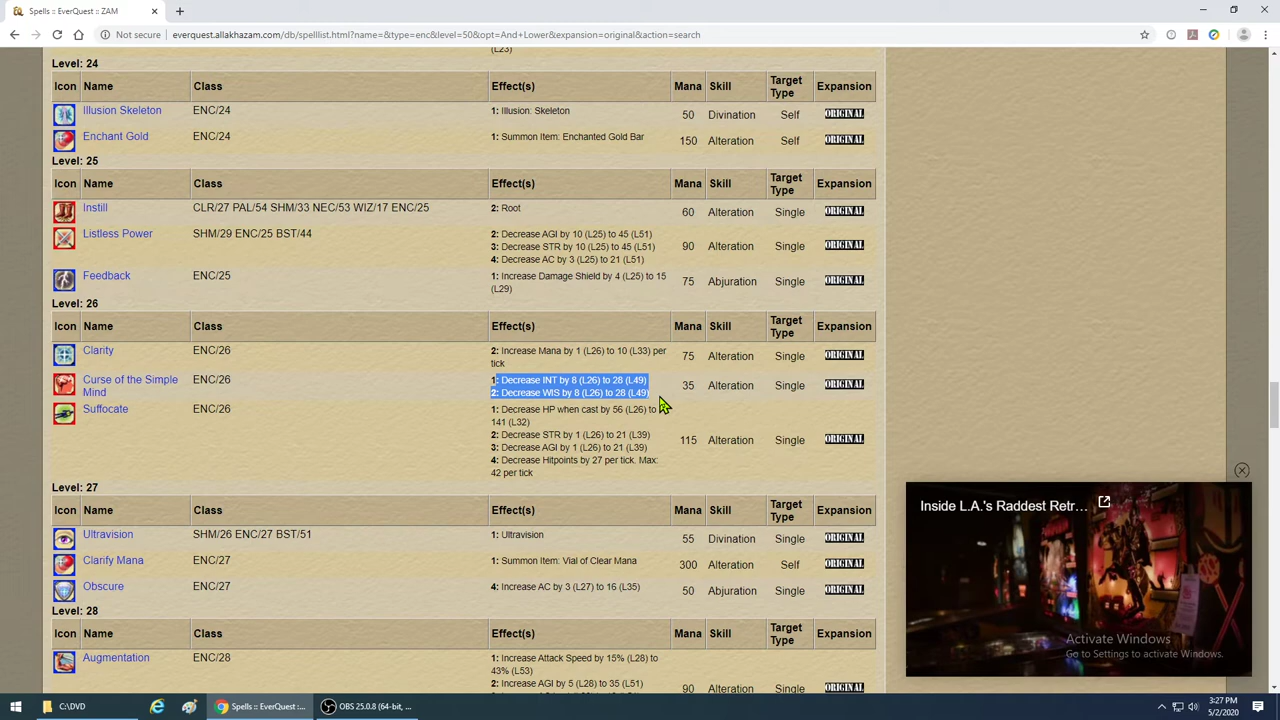 Spells :: EverQuest :: ZAM
Not secure
everquest.allakhazam.com/db/spelllist.html?name=&type=enc&level=50&opt=And+Lower&expansion=original&action=search
(L23)
Level: 24
Icon Name Class Effect(s) Mana Skill Target Type Expansion
Illusion Skeleton ENC/24 1: Illusion: Skeleton 50 Divination Self ORIGINAL
Enchant Gold ENC/24 1: Summon Item: Enchanted Gold Bar 150 Alteration Self ORIGINAL
Level: 25
Icon Name Class Effect(s) Mana Skill Target Type Expansion
Instill CLR/27 PAL/54 SHM/33 NEC/53 WIZ/17 ENC/25 2: Root 60 Alteration Single ORIGINAL
Listless Power SHM/29 ENC/25 BST/44 2: Decrease AGI by 10 (L25) to 45 (L51)
3: Decrease STR by 10 (L25) to 45 (L51) 90 Alteration Single ORIGINAL
4: Decrease AC by 3 (L25) to 21 (L51)
Feedback ENC/25 1: Increase Damage Shield by 4 (L25) to 15 75 Abjuration Single ORIGINAL
(L29)
Level: 26
Icon Name Class Effect(s) Mana Skill Target Type Expansion
Clarity ENC/26 2: Increase Mana by 1 (L26) to 10 (L33) per 75 Alteration Single ORIGINAL
tick
Curse of the Simple ENC/26 1: Decrease INT by 8 (L26) to 28 (L49) 35 Alteration Single ORIGINAL
Mind 2: Decrease WIS by 8 (L26) to 28 (L49)
Suffocate ENC/26 1: Decrease HP when cast by 56 (L26) to
141 (L32)
2: Decrease STR by 1 (L26) to 21 (L39) 115 Alteration Single ORIGINAL
3: Decrease AGI by 1 (L26) to 21 (L39)
4: Decrease Hitpoints by 27 per tick. Max:
42 per tick
Level: 27
Icon Name Class Effect(s) Mana Skill Target Type Expansion
Ultravision SHM/26 ENC/27 BST/51 1: Ultravision 55 Divination Single ORIGINAL
Clarify Mana ENC/27 1: Summon Item: Vial of Clear Mana 300 Alteration Self ORIGINAL
Obscure ENC/27 4: Increase AC by 3 (L27) to 16 (L35) 50 Abjuration Single ORIGINAL
Level: 28
Icon Name Class Effect(s) Mana Skill Target Type Expansion
Augmentation ENC/28 1: Increase Attack Speed by 15% (L28) to
43% (L53)
2: Increase AGI by 5 (L28) to 35 (L51) 90 Alteration Single ORIGINAL
Inside L.A.'s Raddest Retr...
Activate Windows
Go to Settings to activate Windows.
C:\DVD
Spells :: EverQuest ::...
OBS 25.0.8 (64-bit, ...
3:27 PM
5/2/2020